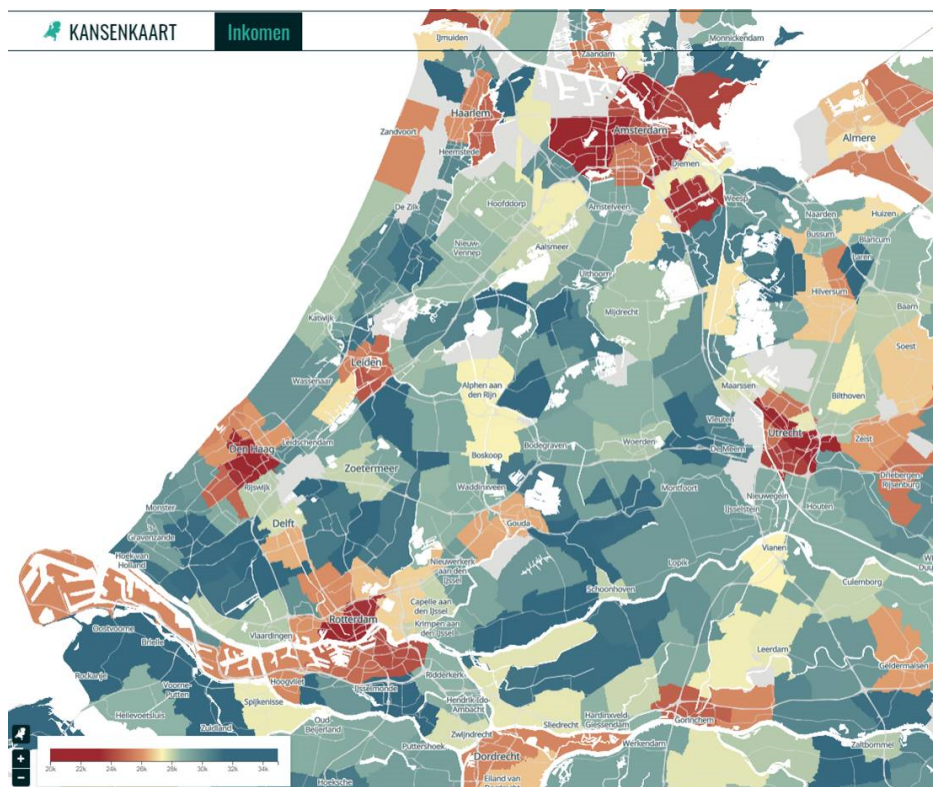 KANSENKAART
Inkomen
IJmuiden
Zaandam
Monnickendam
Haarlem
Zandvoort
Amsterdam
Almere
Heemstede
Diemen
De Zilk
Hoofddorp
Amstelveen
Weesp
Naarden
Huizen
Bussum
Blaricum
Nieuw-
Vennep
Aalsmeer
Laren
Uithoorn
Hilversum
Katwijk
Mijdrecht
Baarn
Leiden
Soest
Wassenaar
Alphen aan
den Rijn
Maarssen
Bilthoven
Vleuten
Utrecht
Den Haag
Leidschendam
Bodegraven
Woerden
De Meern
Zeist
Boskoop
Zoetermeer
Driebergen-
Rijsenburg
Rijswijk
Waddinxveen
Montfoort
Nieuwegein
Monster
IJsselstein
Houten
Delft
Gouda
's Gravenzande
Vianen
Hoek van
Holland
Nieuwerkerk
aan den
IJssel
Lopik
Culemborg
Schoonhoven
Capelle aan
den IJssel
Oostvoorne
Rotterdam
Krimpen aan
den IJssel
Brielle
Vlaardingen
Leerdam
Geldermalsen
Rockanje
Ridderkerk
Voorne-
Putten
Hoogvliet
IJsselmonde
Hendrik-Ido-
Ambacht
Hardinxveld
Giessendam
Gorinchem
Hellevoetsluis
Spijkenisse
Oud-
Beijerland
Zuidland
Zwijndrecht
Sliedrecht
Puttershoek
Werkendam
Zaltbommel
Dordrecht
Eiland van
Hoeksche
+
−
20k 22k 24k 26k 28k 30k 32k 34k